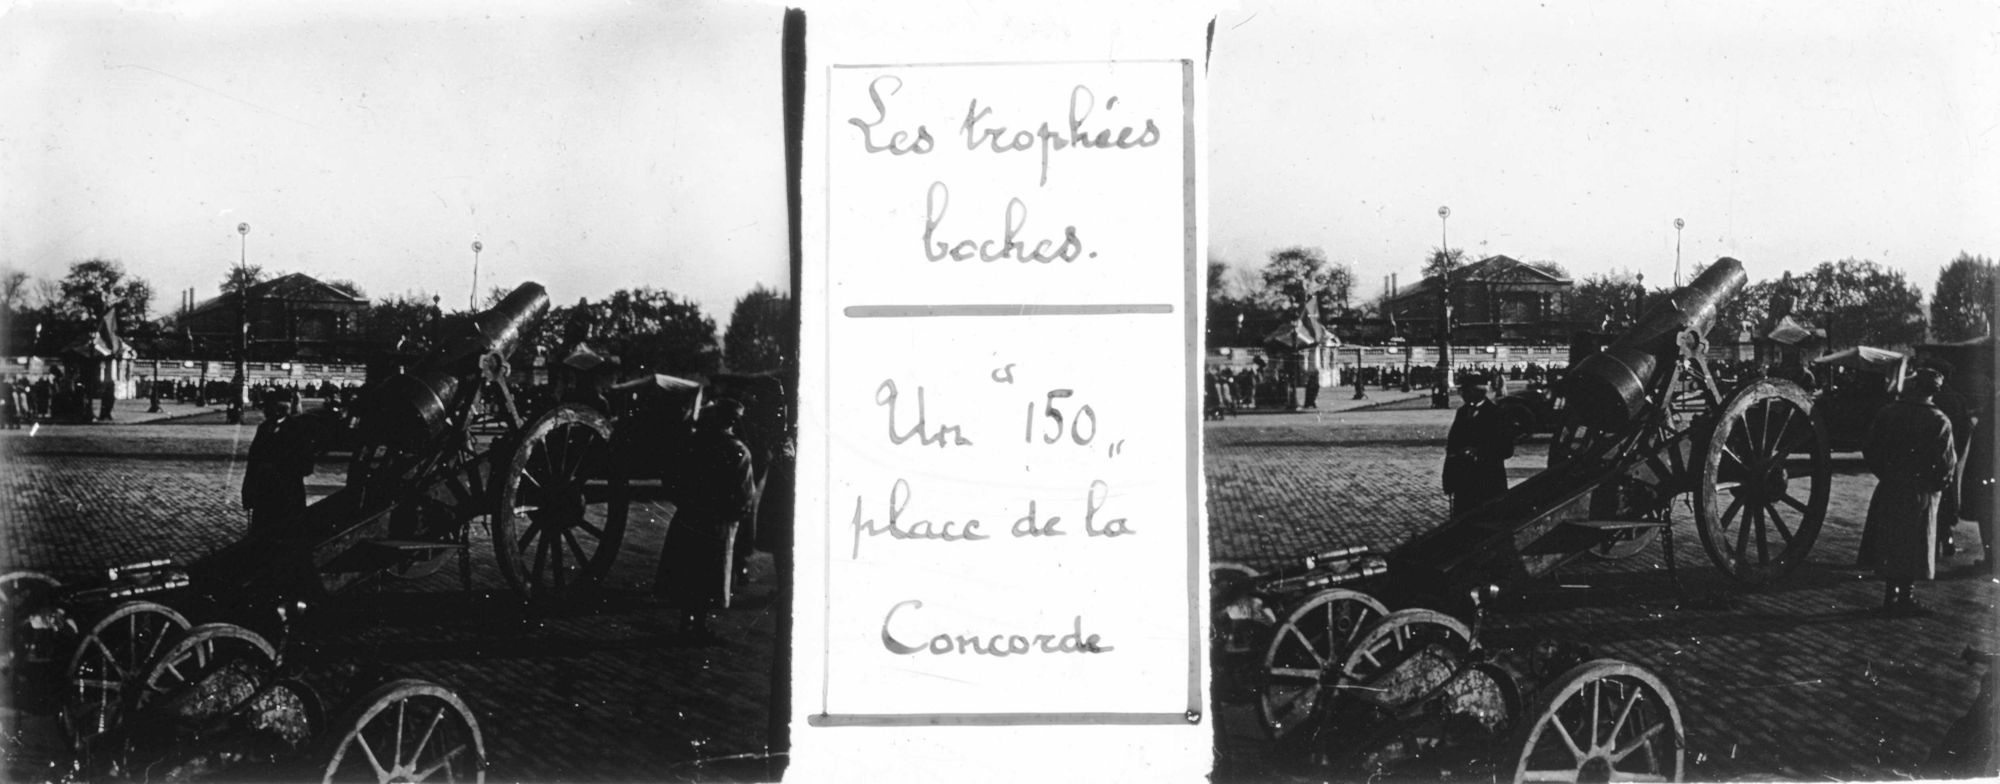 Les trophées
boches.
Un "150"
place de la
Concorde